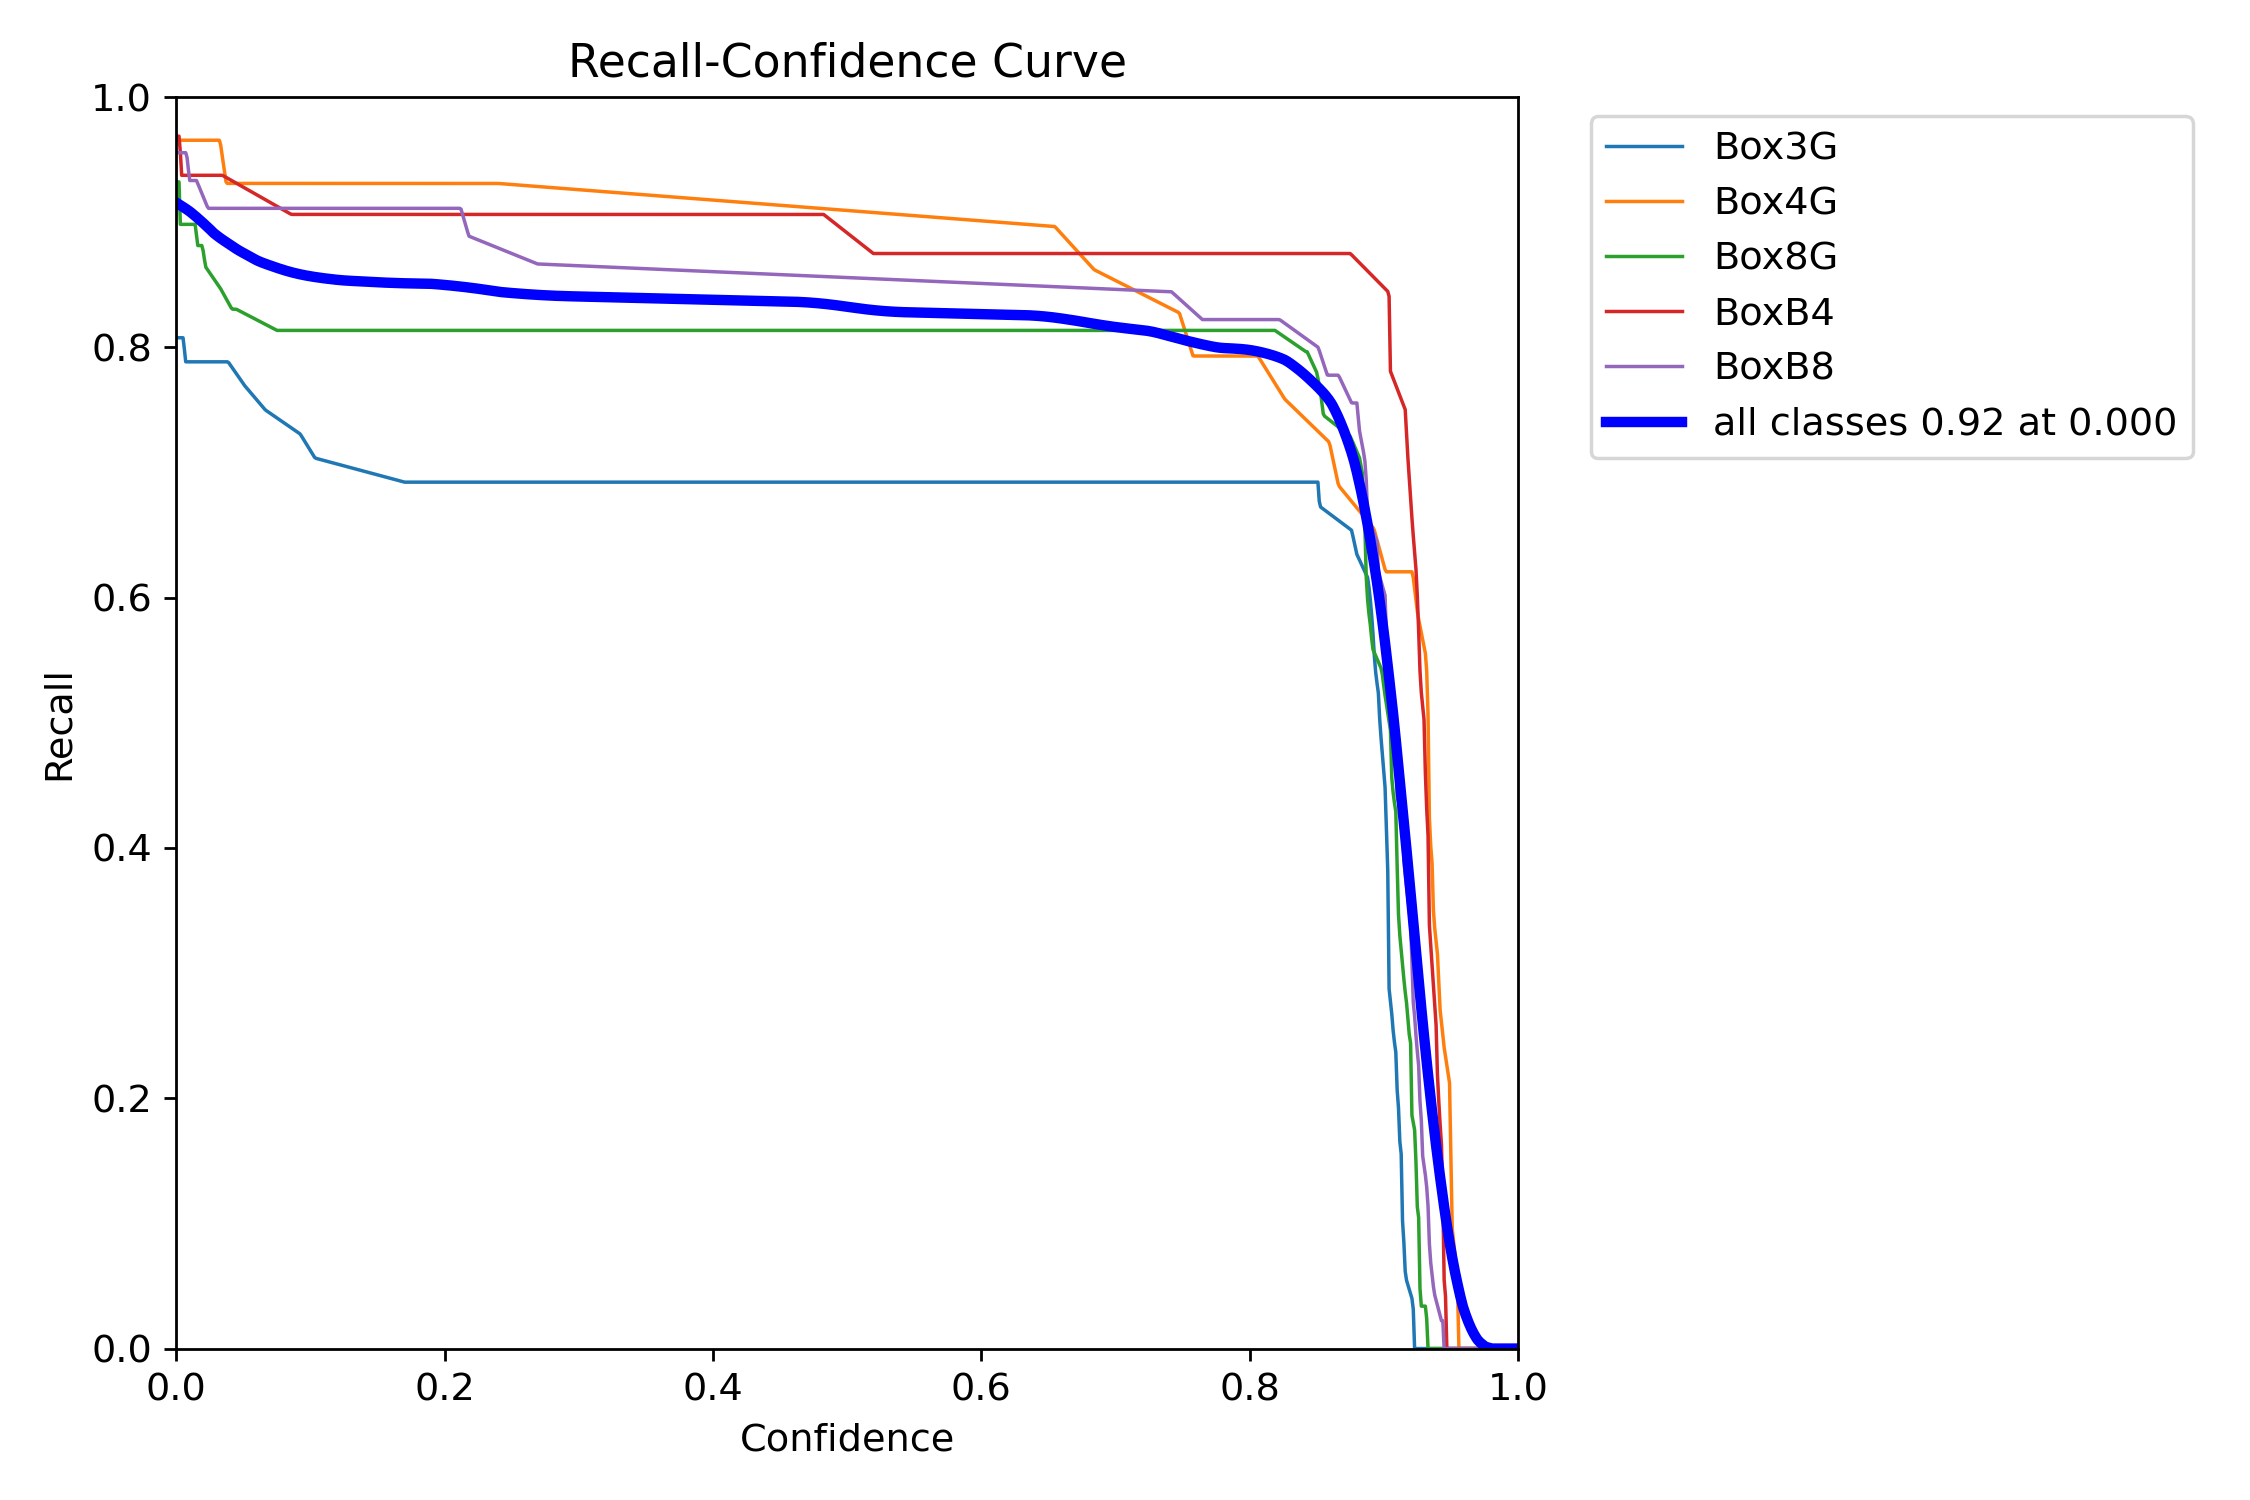 Recall-Confidence Curve
1.0
0.8
0.6
0.4
0.2
0.0
Recall
0.0 0.2 0.4 0.6 0.8 1.0
Confidence
Box3G
Box4G
Box8G
BoxB4
BoxB8
all classes 0.92 at 0.000